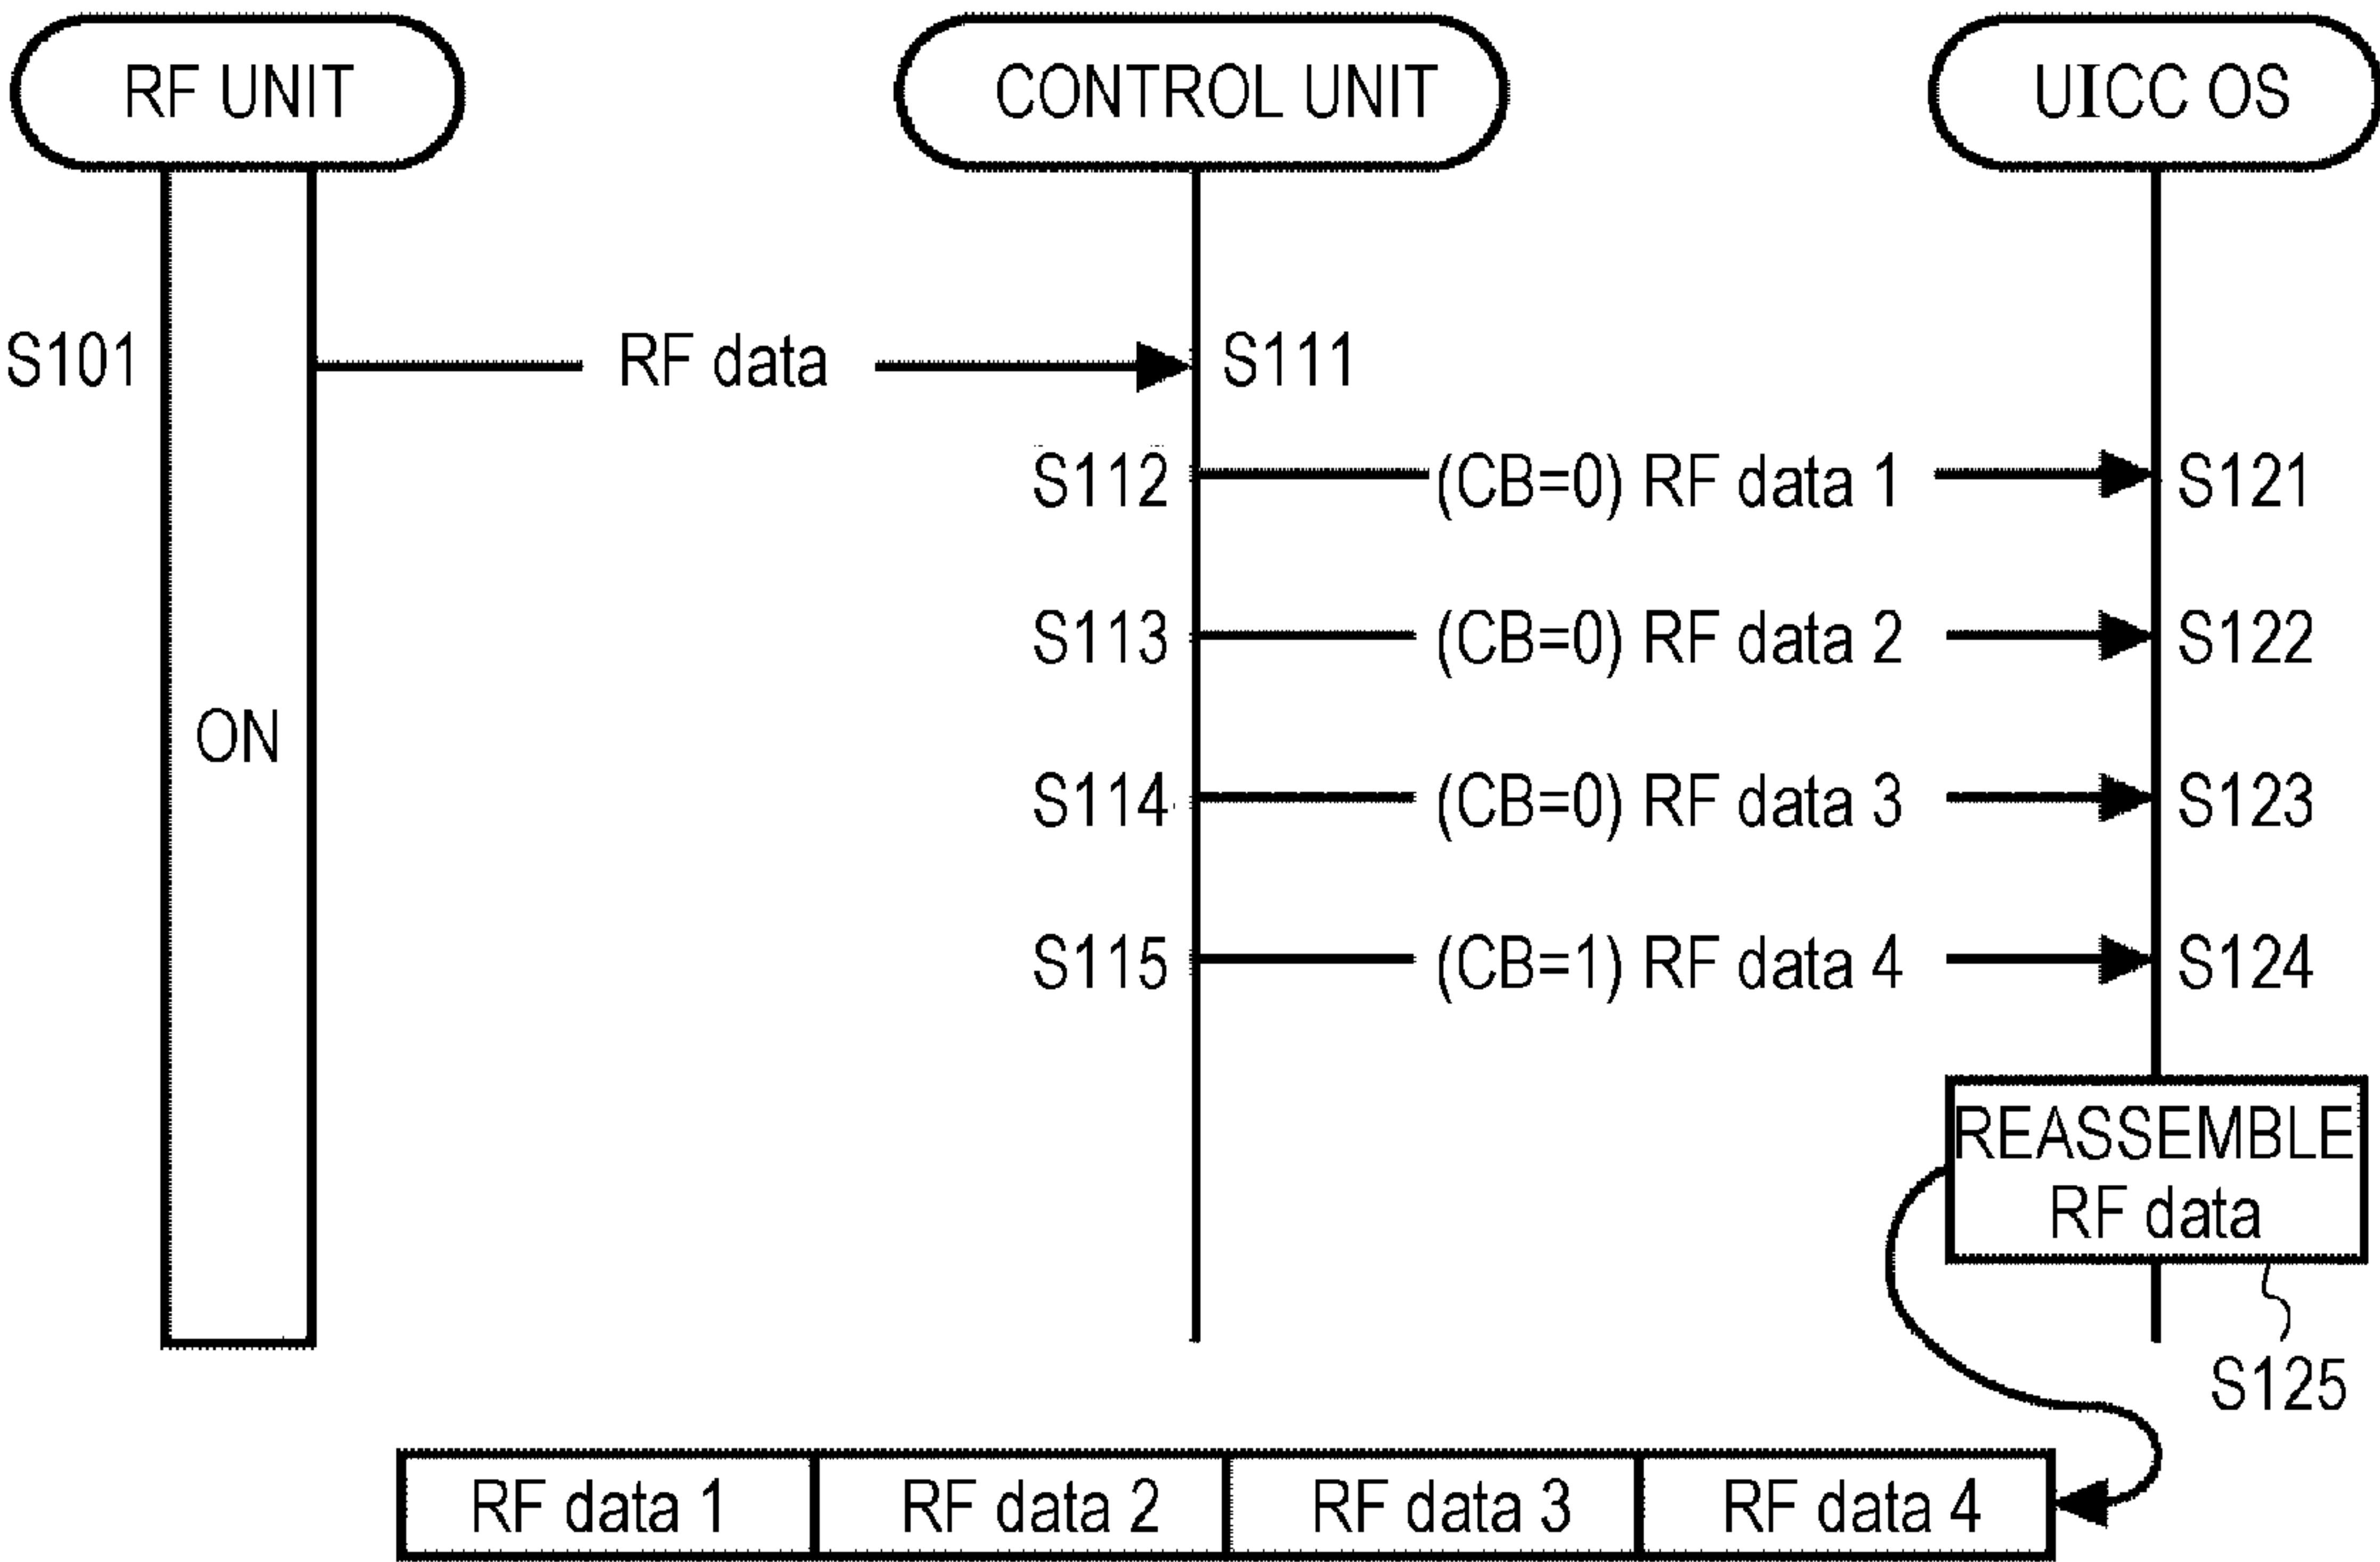 RF UNIT
CONTROL UNIT
UICC OS
S101
RF data
S111
S112
(CB=0) RF data 1
S121
S113
(CB=0) RF data 2
S122
ON
S114
(CB=0) RF data 3
S123
S115
(CB=1) RF data 4
S124
REASSEMBLE
RF data
S125
RF data 1
RF data 2
RF data 3
RF data 4